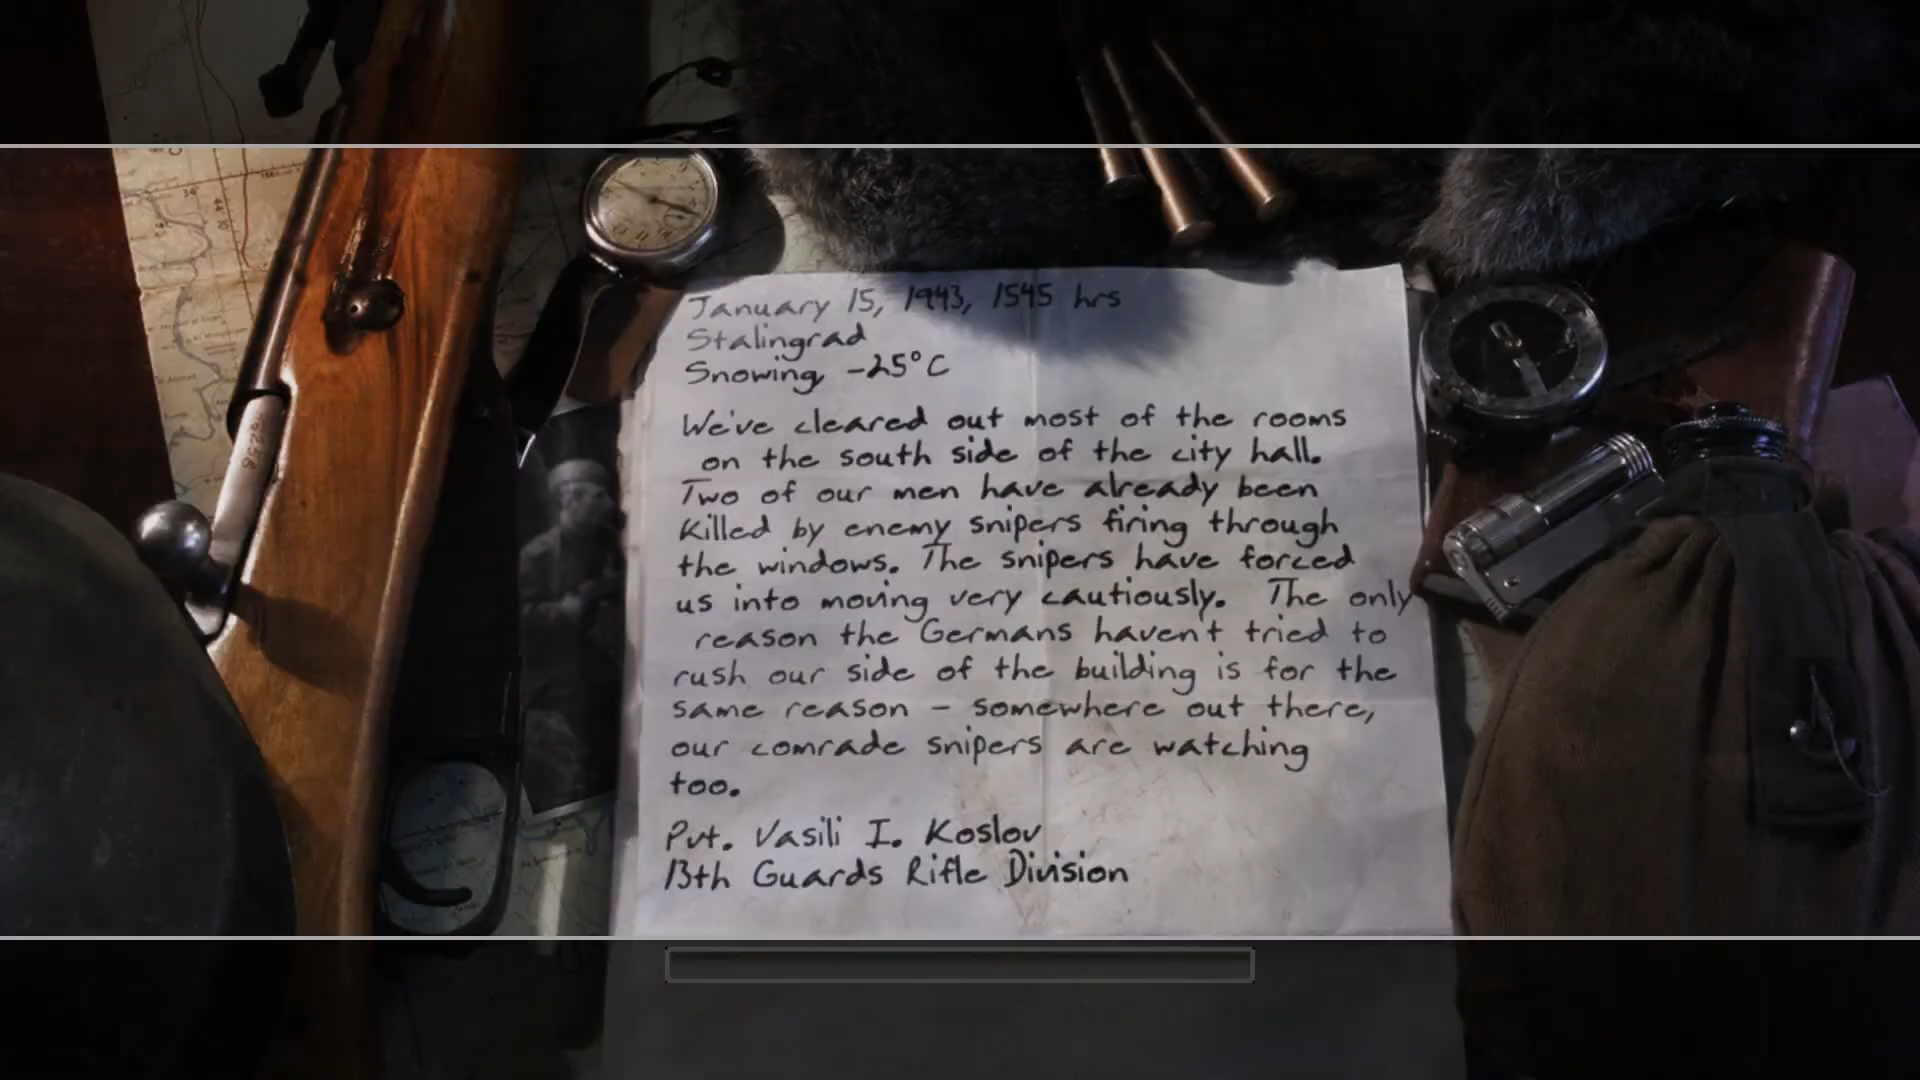 January 15, 1943, 1545 hrs
Stalingrad
Snowing, -25°C
We've cleared out most of the rooms
on the south side of the city hall.
Two of our men have already been
killed by enemy snipers firing through
the windows. The snipers have forced
us into moving very cautiously. The only
reason the Germans haven't tried to
rush our side of the building is for the
same reason - somewhere out there,
our comrade snipers are watching
too.
Pvt. Vasili I. Koslov
13th Guards Rifle Division